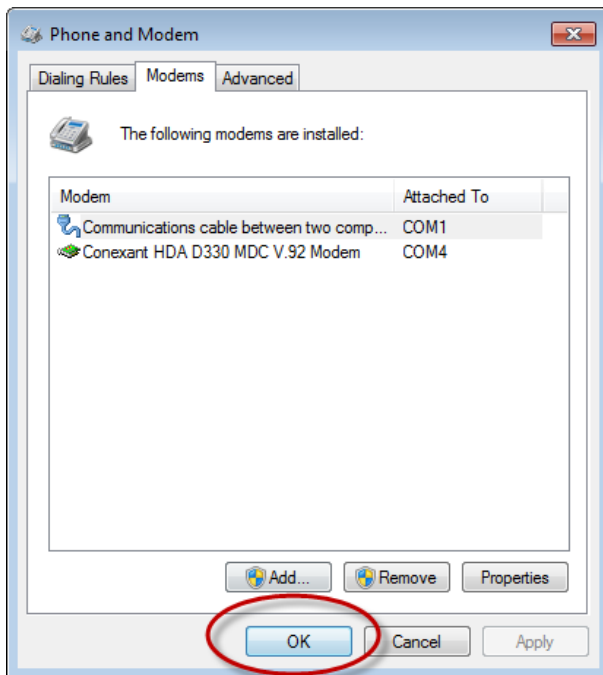 Phone and Modem
Dialing Rules Modems Advanced
The following modems are installed:
Modem Attached To
Communications cable between two comp... COM1
Conexant HDA D330 MDC V.92 Modem COM4
Add... Remove Properties
OK Cancel Apply